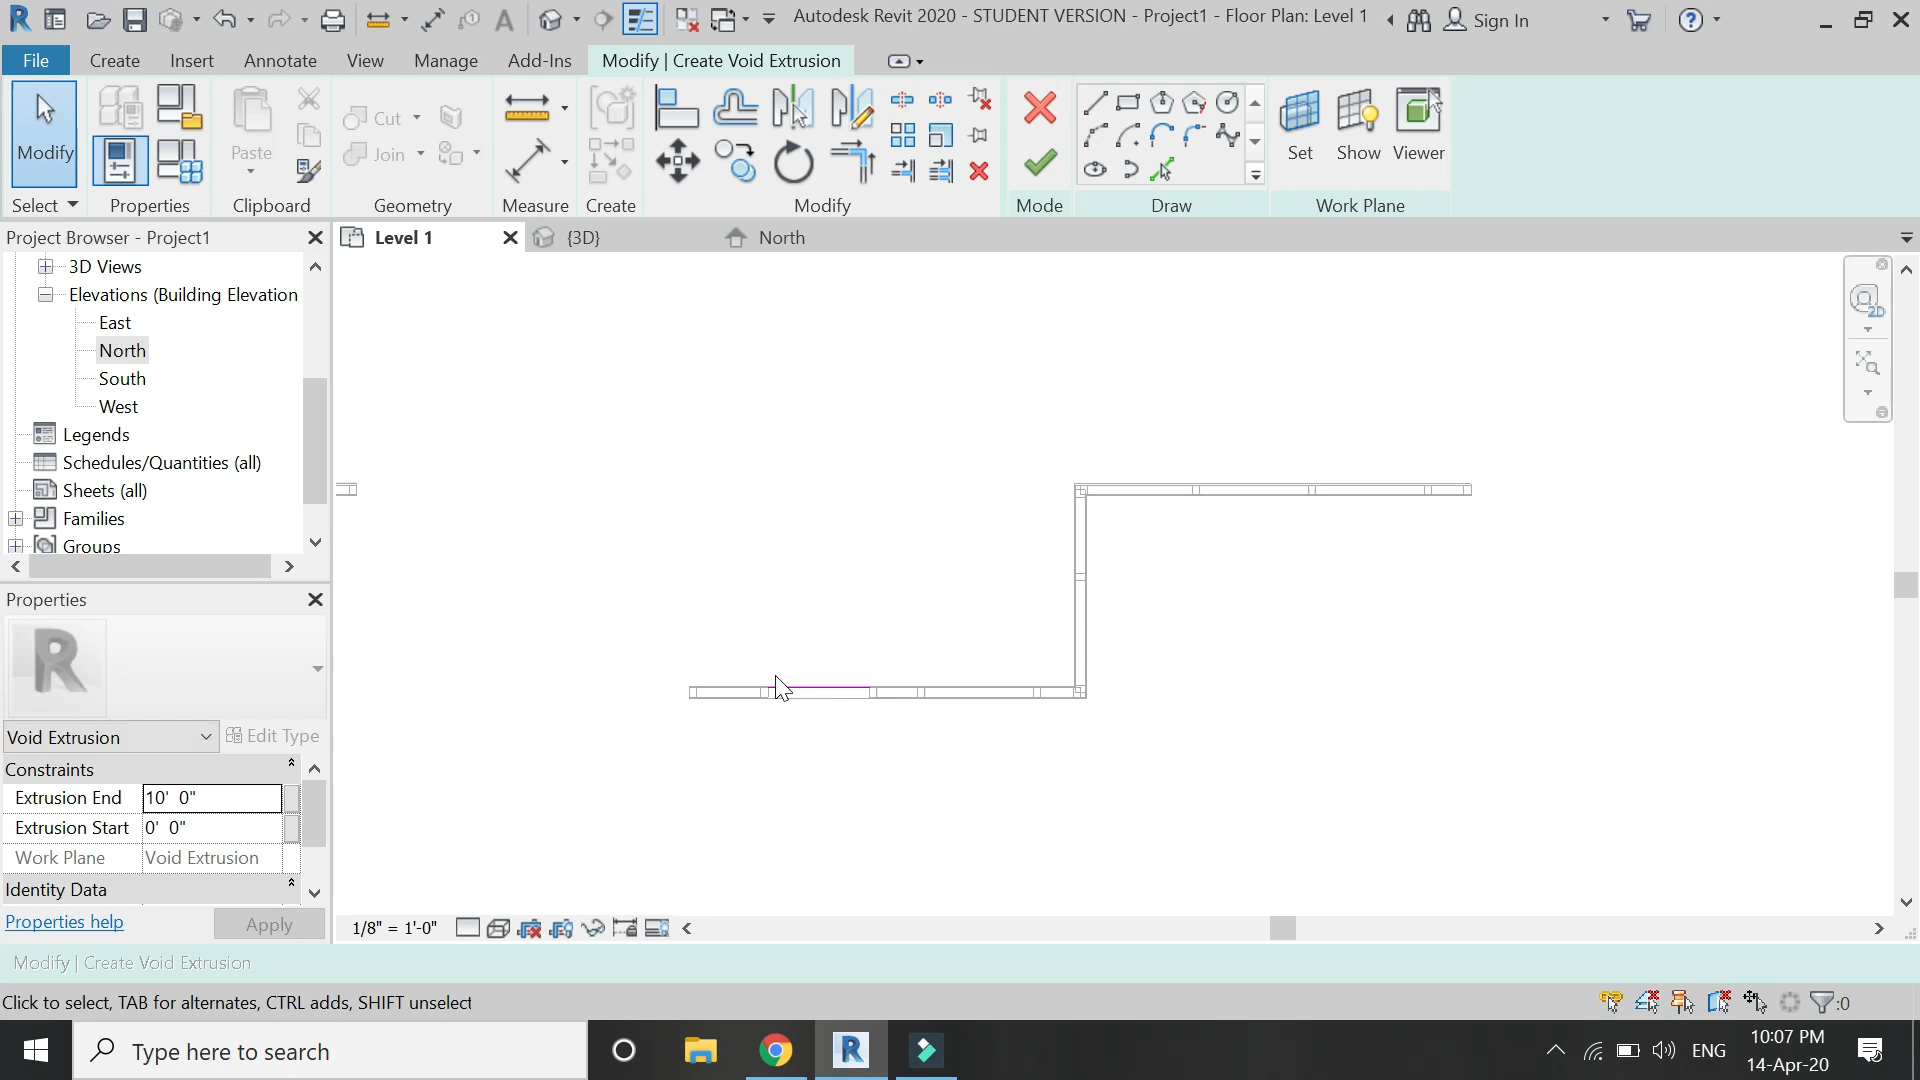 Autodesk Revit 2020 - STUDENT VERSION - Project1 - Floor Plan: Level 1
Sign In
File
Create
Insert
Annotate
View
Manage
Add-Ins
Modify | Create Void Extrusion
Modify
Paste
Cut
Join
Set
Show
Viewer
Select
Properties
Clipboard
Geometry
Measure
Create
Modify
Mode
Draw
Work Plane
Project Browser - Project1
Level 1
{3D}
North
3D Views
Elevations (Building Elevation
East
North
South
West
Legends
Schedules/Quantities (all)
Sheets (all)
Families
Groups
2D
Properties
Void Extrusion
Edit Type
Constraints
Extrusion End 10' 0"
Extrusion Start 0' 0"
Work Plane Void Extrusion
Identity Data
Properties help
Apply
1/8" = 1'-0"
Modify | Create Void Extrusion
Click to select, TAB for alternates, CTRL adds, SHIFT unselect
:0
Type here to search
ENG
10:07 PM
14-Apr-20